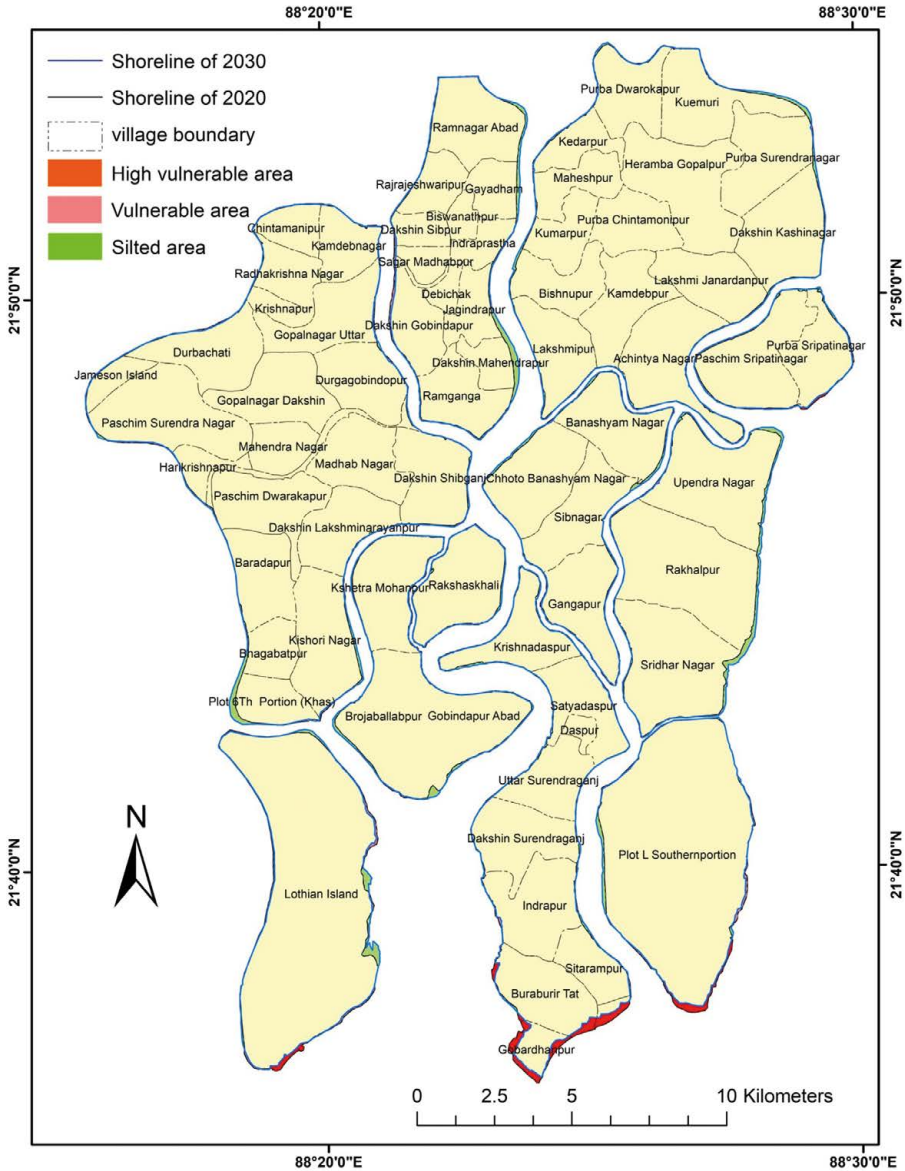 88°20'0"E
88°30'0"E
Shoreline of 2030
Shoreline of 2020
village boundary
High vulnerable area
Vulnerable area
Silted area
21°50'0"N
21°50'0"N
21°40'0"N
21°40'0"N
Purba Dwarokapur
Kuemuri
Ramnagar Abad
Kedarpur
Heramba Gopalpur
Purba Surendranagar
Maheshpur
Rajrajeshwaripur
Gayadham
Biswanathpur
Purba Chintamonipur
Chintamanipur
Dakshin Sibpur
Kumarpur
Dakshin Kashinagar
Kamdebnagar
Indraprastha
Sagar Madhabpur
Radhakrishna Nagar
Lakshmi Janardanpur
Debichak
Bishnupur
Kamdebpur
Krishnapur
Jagindrapur
Dakshin Gobindapur
Gopalnagar Uttar
Purba Sripatinagar
Durbachati
Lakshmipur
Achintya Nagar
Paschim Sripatinagar
Dakshin Mahendrapur
Jameson Island
Durgagobindopur
Ramganga
Gopalnagar Dakshin
Paschim Surendra Nagar
Banashyam Nagar
Mahendra Nagar
Harikrishnapur
Madhab Nagar
Dakshin Shibganj
Chhoto Banashyam Nagar
Upendra Nagar
Paschim Dwarakapur
Sibnagar
Dakshin Lakshminarayanpur
Baradapur
Rakhalpur
Kshetra Mohanpur
Rakshaskhali
Gangapur
Kishori Nagar
Krishnadaspur
Bhagabatpur
Sridhar Nagar
Plot 6Th Portion (Khas)
Satyadaspur
Brojaballabpur
Gobindapur Abad
Daspur
Uttar Surendraganj
Dakshin Surendraganj
Plot L Southernportion
Lothian Island
Indrapur
Sitarampur
Buraburir Tat
Gobardhanpur
N
0 2.5 5 10 Kilometers
88°20'0"E
88°30'0"E